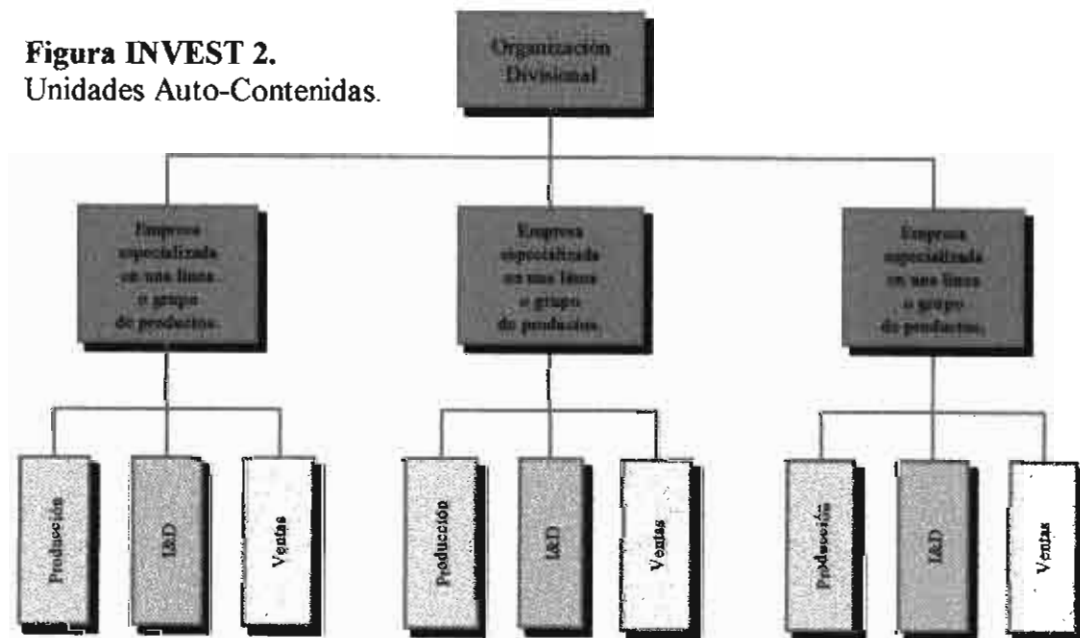 Figura INVEST 2.
Unidades Auto-Contenidas.
Organización
Divisional
Empresa
especializada
en una línea
o grupo
de productos.
Empresa
especializada
en una línea
o grupo
de productos.
Empresa
especializada
en una línea
o grupo
de productos.
Producción
I&D
Ventas
Producción
I&D
Ventas
Producción
I&D
Ventas